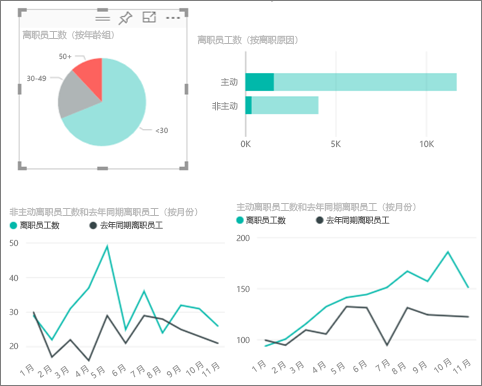 离职员工数（按年龄组）
50+
30-49
<30
离职员工数（按离职原因）
主动
非主动
0K 5K 10K
非主动离职员工数和去年同期离职员工（按月份）
离职员工数 去年同期离职员工
50
40
30
20
1月 2月 3月 4月 5月 6月 7月 8月 9月 10月 11月
主动离职员工数和去年同期离职员工（按月份）
离职员工数 去年同期离职员工
200
150
100
1月 2月 3月 4月 5月 6月 7月 8月 9月 10月 11月